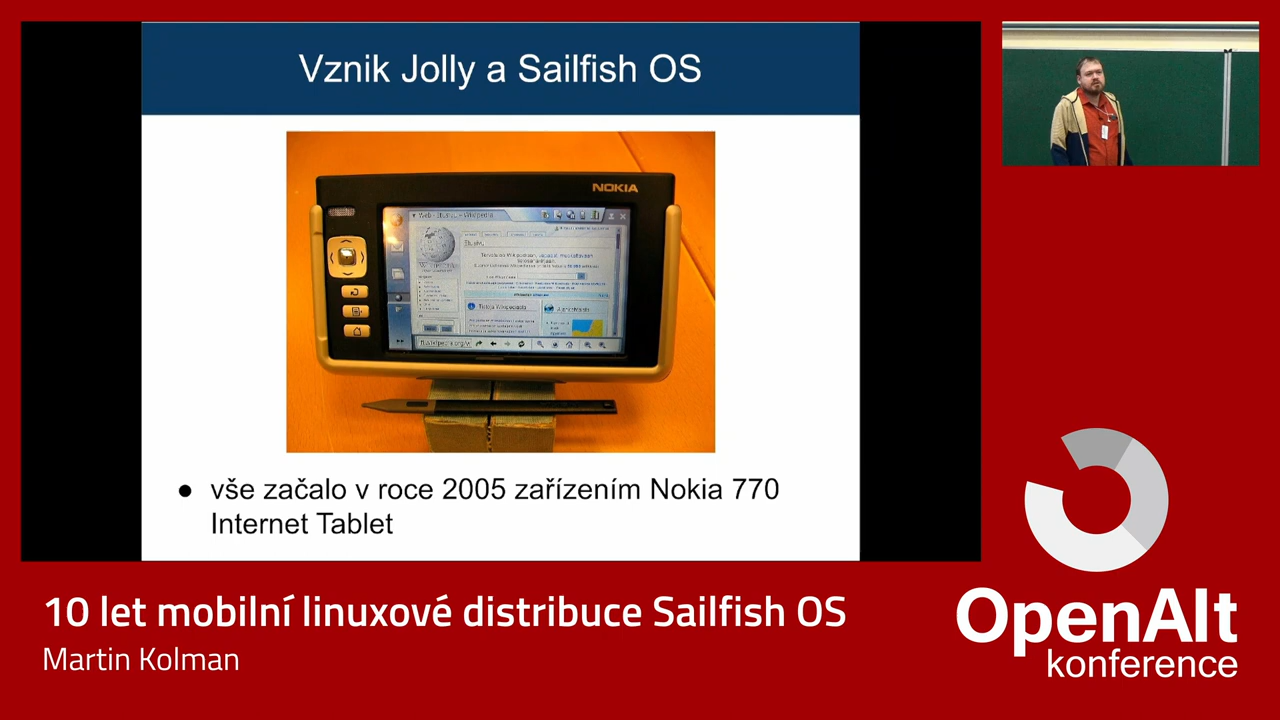 Vznik Jolly a Sailfish OS
NOKIA
Wikipedia
● vše začalo v roce 2005 zařízením Nokia 770
Internet Tablet
10 let mobilní linuxové distribuce Sailfish OS
Martin Kolman
OpenAlt
konference